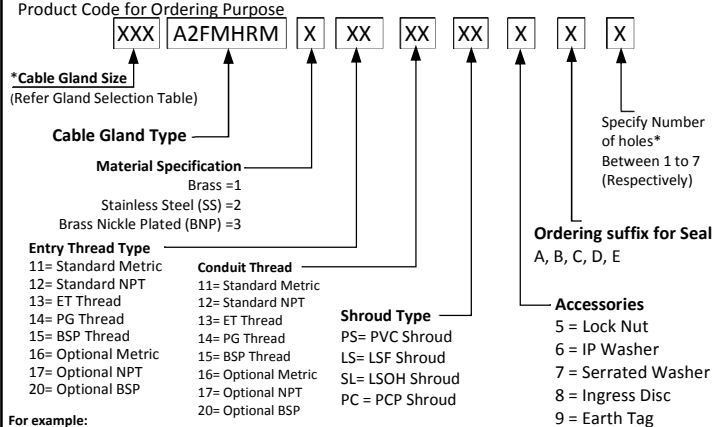 Product Code for Ordering Purpose
XXX A2FMHRM X XX XX XX X X X
*Cable Gland Size
(Refer Gland Selection Table)
Cable Gland Type
Material Specification
Brass =1
Stainless Steel (SS) =2
Brass Nickle Plated (BNP) =3
Entry Thread Type
11= Standard Metric
12= Standard NPT
13= ET Thread
14= PG Thread
15= BSP Thread
16= Optional Metric
17= Optional NPT
20= Optional BSP
Conduit Thread
11= Standard Metric
12= Standard NPT
13= ET Thread
14= PG Thread
15= BSP Thread
16= Optional Metric
17= Optional NPT
20= Optional BSP
Shroud Type
PS= PVC Shroud
LS= LSF Shroud
SL= LSOH Shroud
PC = PCP Shroud
Accessories
5 = Lock Nut
6 = IP Washer
7 = Serrated Washer
8 = Ingress Disc
9 = Earth Tag
Ordering suffix for Seal
A, B, C, D, E
Specify Number
of holes*
Between 1 to 7
(Respectively)
For example: